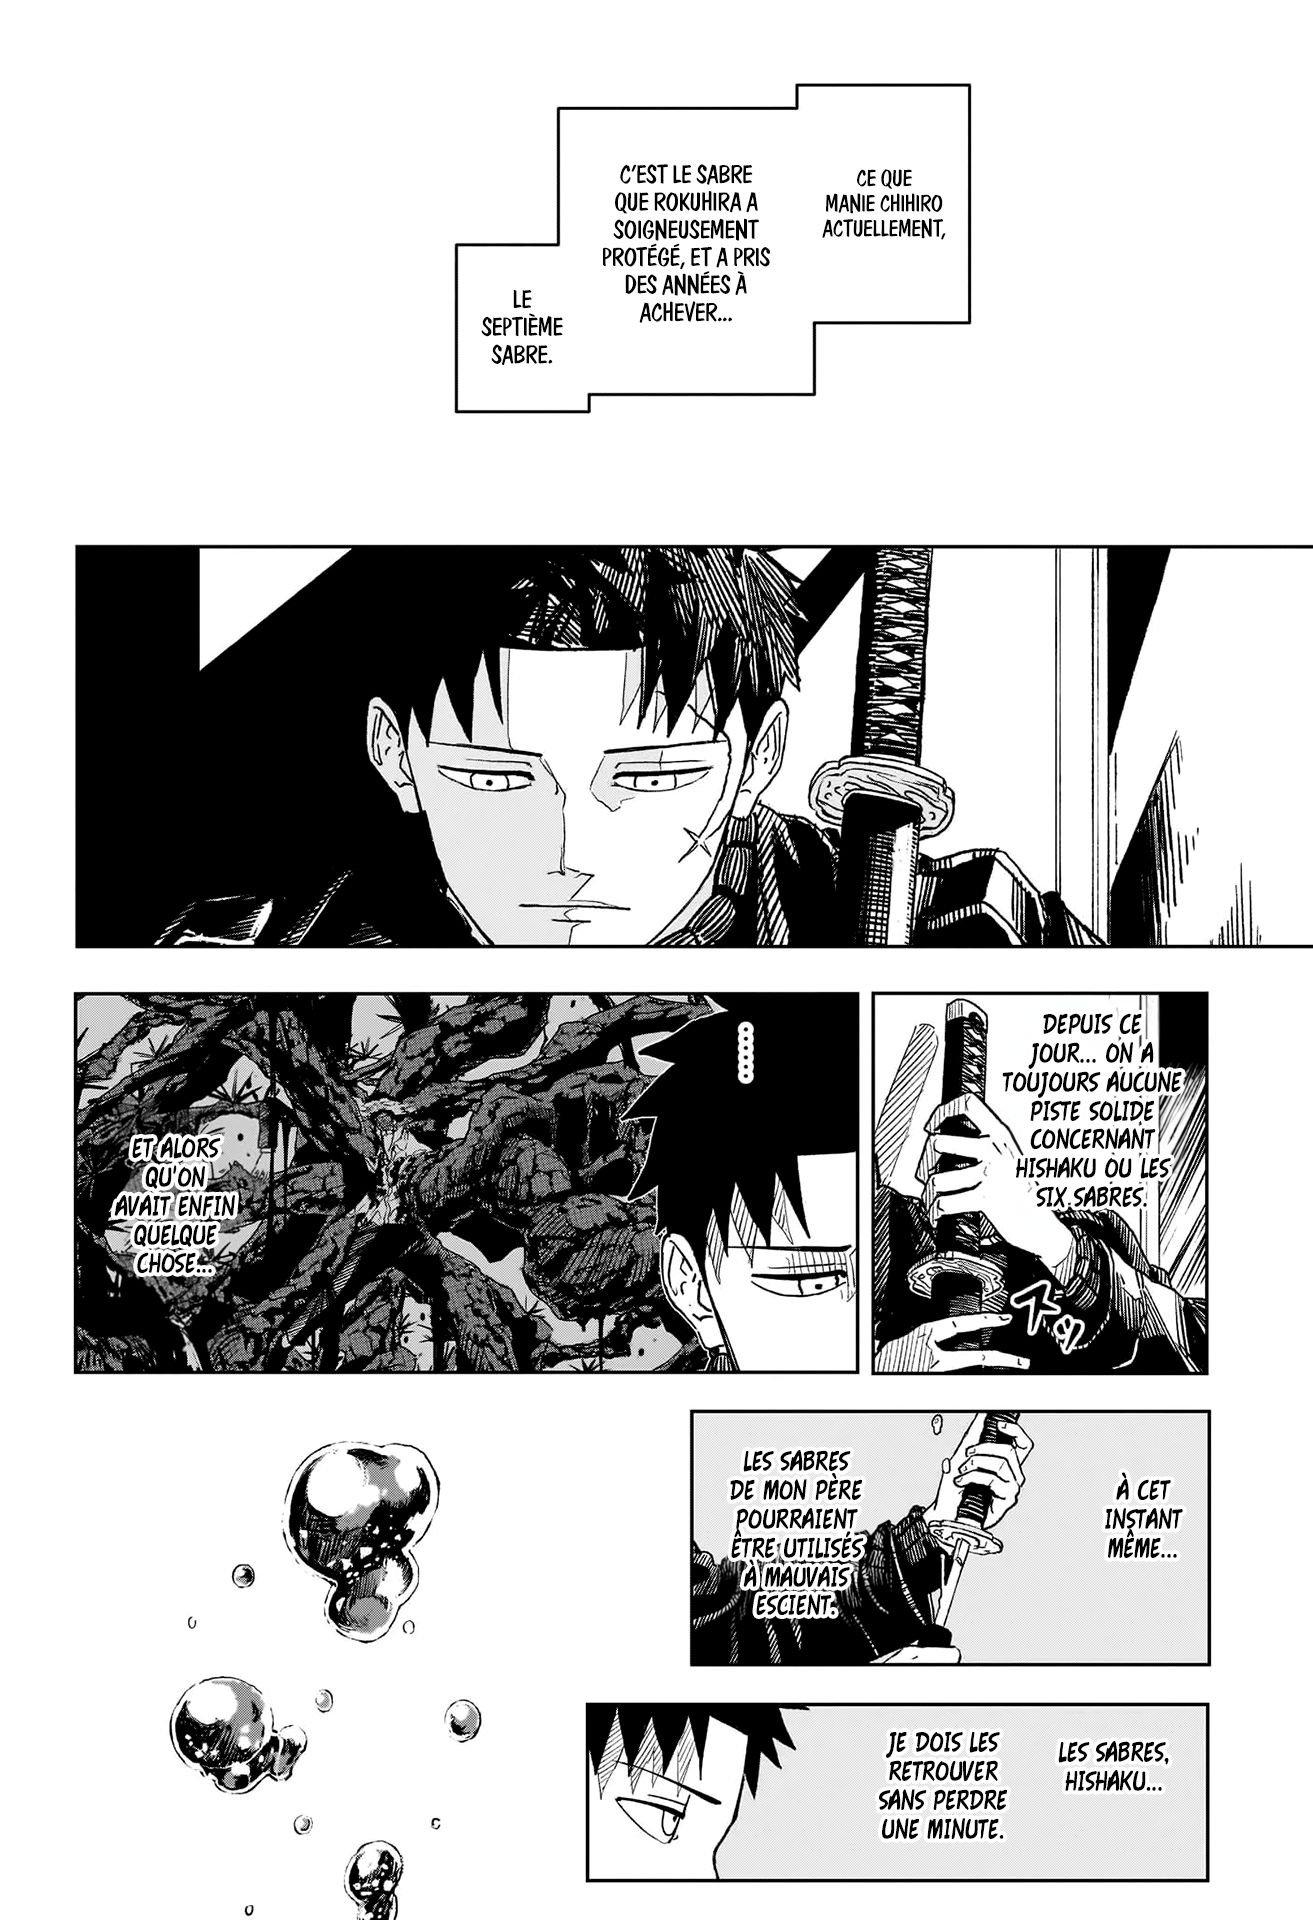 CE QUE
MANIE CHIHIRO
ACTUELLEMENT,
C'EST LE SABRE
QUE ROKUHIRA A
SOIGNEUSEMENT
PROTÉGÉ, ET A PRIS
DES ANNÉES À
ACHEVER...
LE
SEPTIÈME
SABRE.
DEPUIS CE
JOUR... ON A
TOUJOURS AUCUNE
PISTE SOLIDE
CONCERNANT
HISHAKU OU LES
SIX SABRES.
ズッ
ET ALORS
QU'ON
AVAIT ENFIN
QUELQUE
CHOSE...
À CET
INSTANT
MÊME...
LES SABRES
DE MON PÈRE
POURRAIENT
ÊTRE UTILISÉS
À MAUVAIS
ESCIENT.
LES SABRES,
HISHAKU...
JE DOIS LES
RETROUVER
SANS PERDRE
UNE MINUTE.